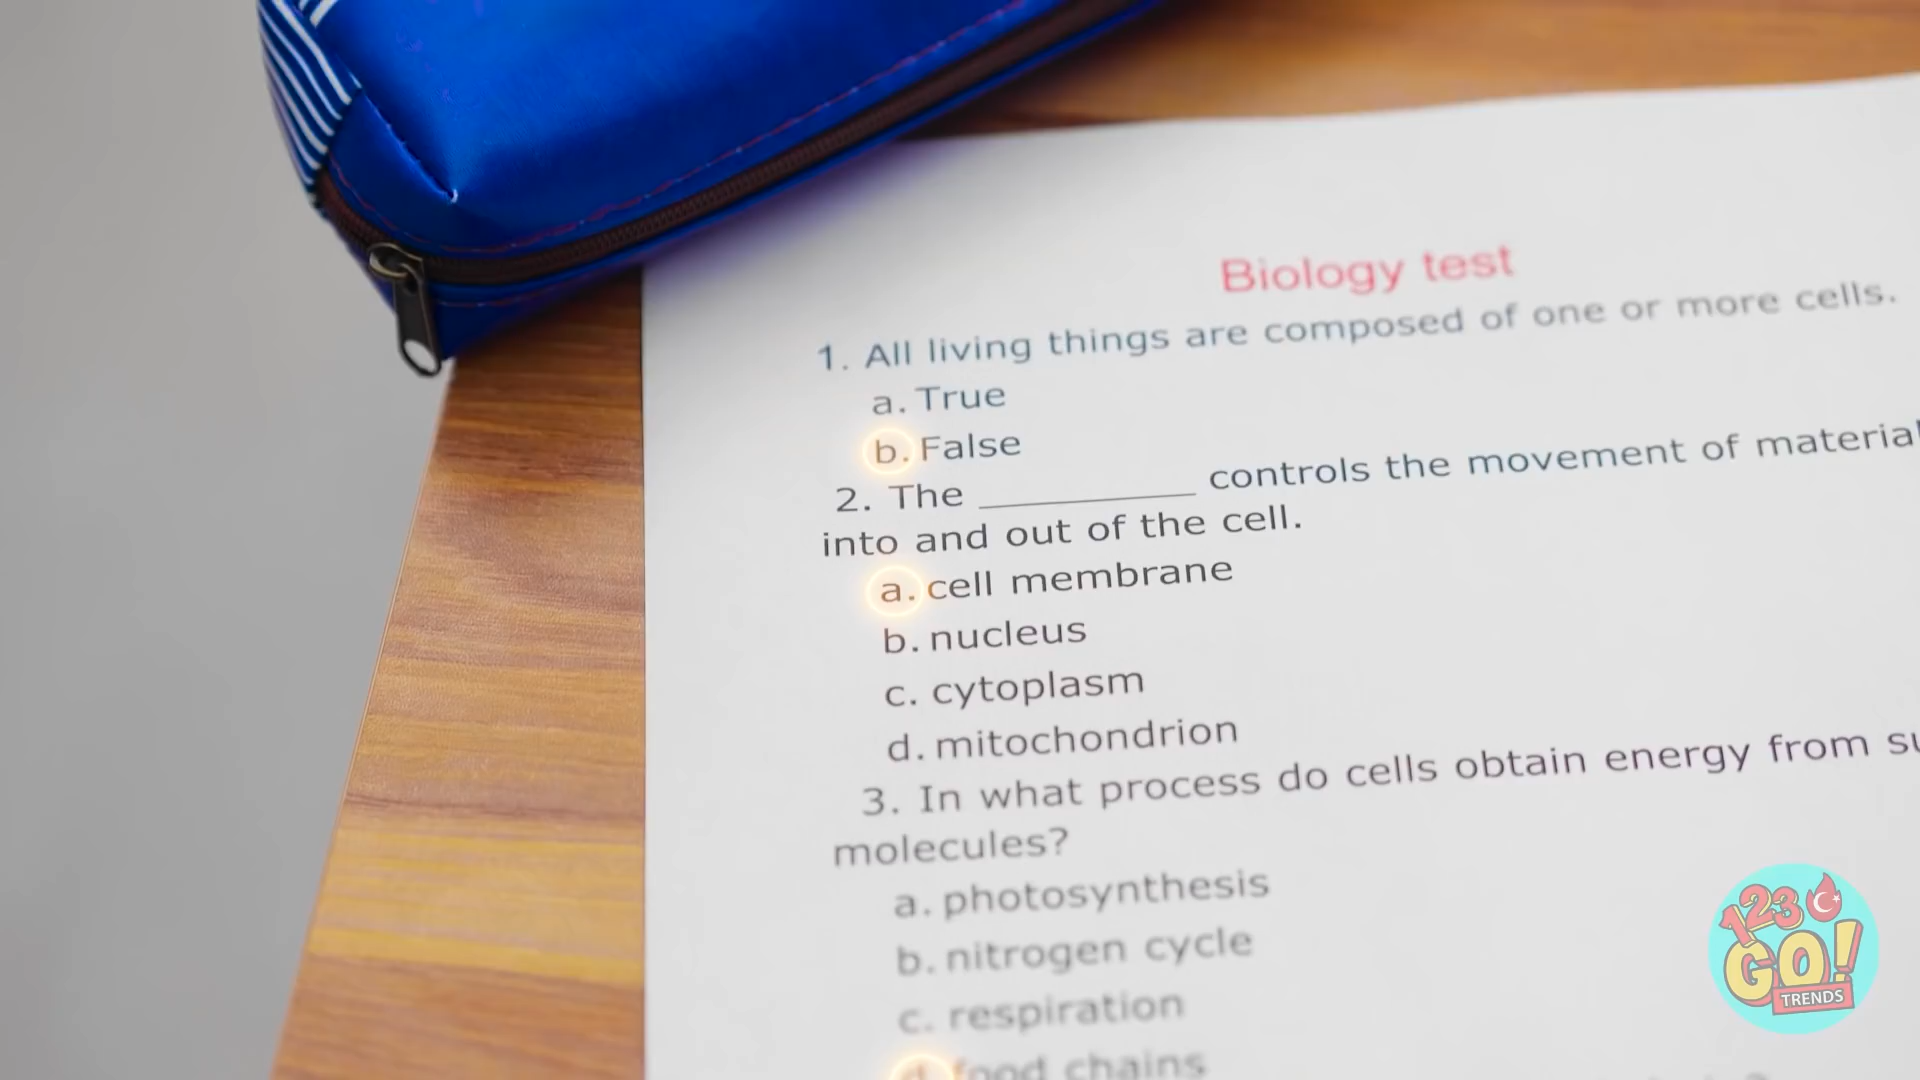 Biology test
1. All living things are composed of one or more cells.
a. True
b. False
2. The __________ controls the movement of material
into and out of the cell.
a. cell membrane
b. nucleus
c. cytoplasm
d. mitochondrion
3. In what process do cells obtain energy from su
molecules?
a. photosynthesis
b. nitrogen cycle
c. respiration
d. food chains
123
GO!
TRENDS